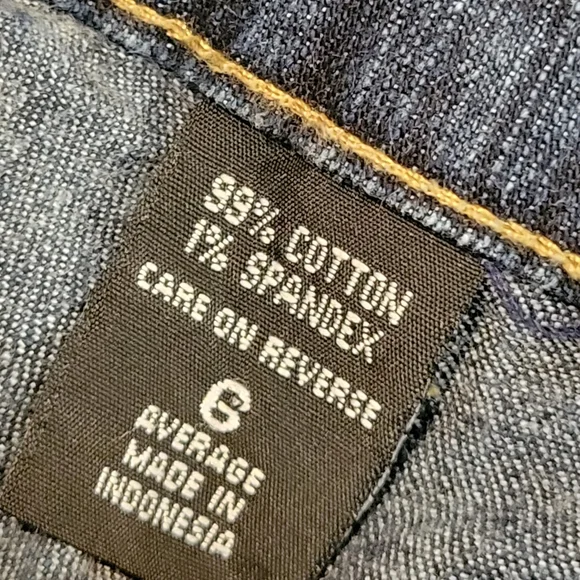 99% COTTON
1% SPANDEX
CARE ON REVERSE
6
AVERAGE
MADE IN
INDONESIA